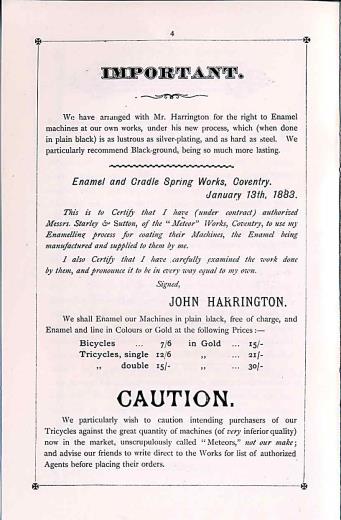 4
IMPORTANT.
We have arranged with Mr. Harrington for the right to Enamel
machines at our own works, under his new process, which (when done
in plain black) is as lustrous as silver-plating, and as hard as steel. We
particularly recommend Black-ground, being so much more lasting.
Enamel and Cradle Spring Works, Coventry.
January 13th, 1883.
This is to Certify that I have (under contract) authorized
Messrs. Starley & Sutton, of the "Meteor" Works, Coventry, to use my
Enamelling process for coating their Machines, the Enamel being
manufactured and supplied to them by me.
I also Certify that I have carefully examined the work done
by them, and pronounce it to be in every way equal to my own.
Signed,
JOHN HARRINGTON.
We shall Enamel our Machines in plain black, free of charge, and
Enamel and line in Colours or Gold at the following Prices :—
Bicycles ... 7/6 in Gold ... 15/-
Tricycles, single 12/6 ,, ... 21/-
,, double 15/- ,, ... 30/-
CAUTION.
We particularly wish to caution intending purchasers of our
Tricycles against the great quantity of machines (of very inferior quality)
now in the market, unscrupulously called "Meteors," not our make;
and advise our friends to write direct to the Works for list of authorized
Agents before placing their orders.